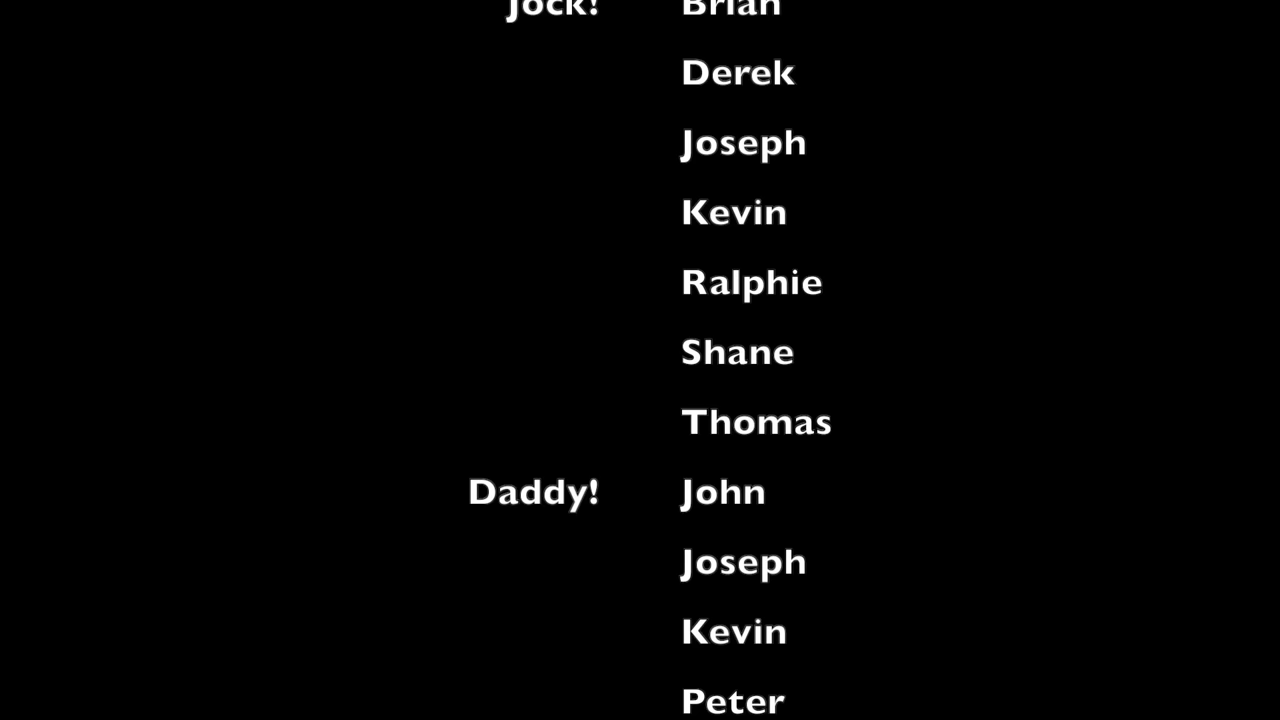 Jock! Brian
Derek
Joseph
Kevin
Ralphie
Shane
Thomas
Daddy! John
Joseph
Kevin
Peter